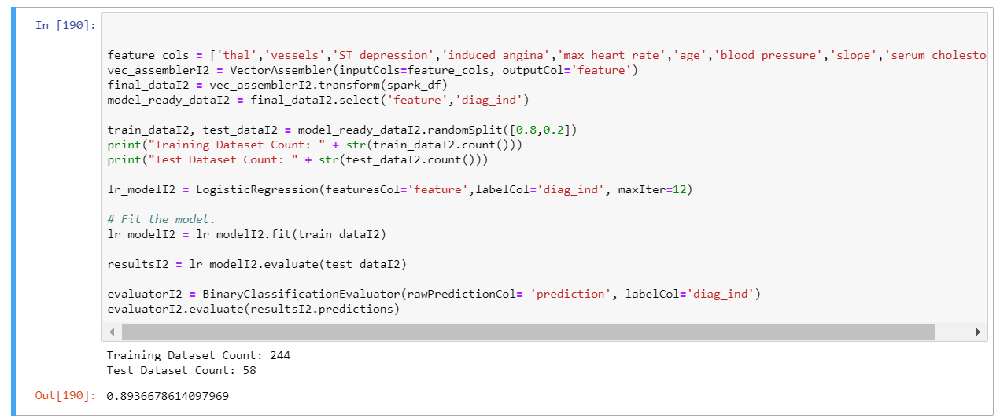 In [190]:
feature_cols = ['thal','vessels','ST_depression','induced_angina','max_heart_rate','age','blood_pressure','slope','serum_cholesto
vec_assemblerI2 = VectorAssembler(inputCols=feature_cols, outputCol='feature')
final_dataI2 = vec_assemblerI2.transform(spark_df)
model_ready_dataI2 = final_dataI2.select('feature','diag_ind')
train_dataI2, test_dataI2 = model_ready_dataI2.randomSplit([0.8,0.2])
print("Training Dataset Count: " + str(train_dataI2.count()))
print("Test Dataset Count: " + str(test_dataI2.count()))
lr_modelI2 = LogisticRegression(featuresCol='feature',labelCol='diag_ind', maxIter=12)
# Fit the model.
lr_modelI2 = lr_modelI2.fit(train_dataI2)
resultsI2 = lr_modelI2.evaluate(test_dataI2)
evaluatorI2 = BinaryClassificationEvaluator(rawPredictionCol= 'prediction', labelCol='diag_ind')
evaluatorI2.evaluate(resultsI2.predictions)
Training Dataset Count: 244
Test Dataset Count: 58
Out[190]: 0.8936678614097969